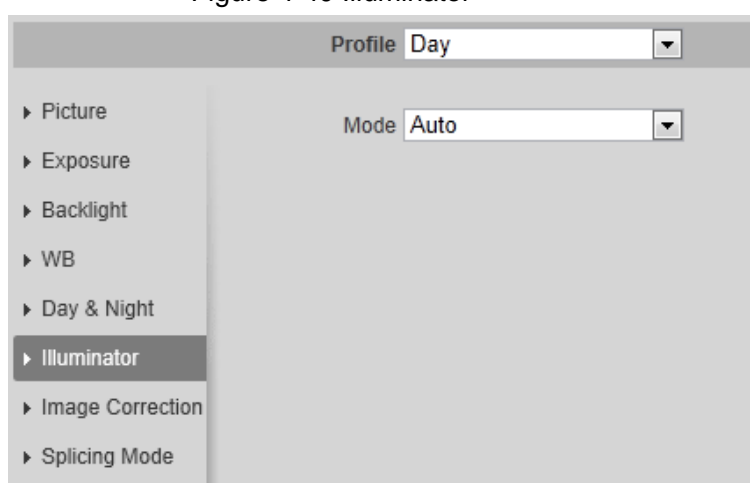 Profile Day
Mode Auto
Picture
Exposure
Backlight
WB
Day & Night
Illuminator
Image Correction
Splicing Mode